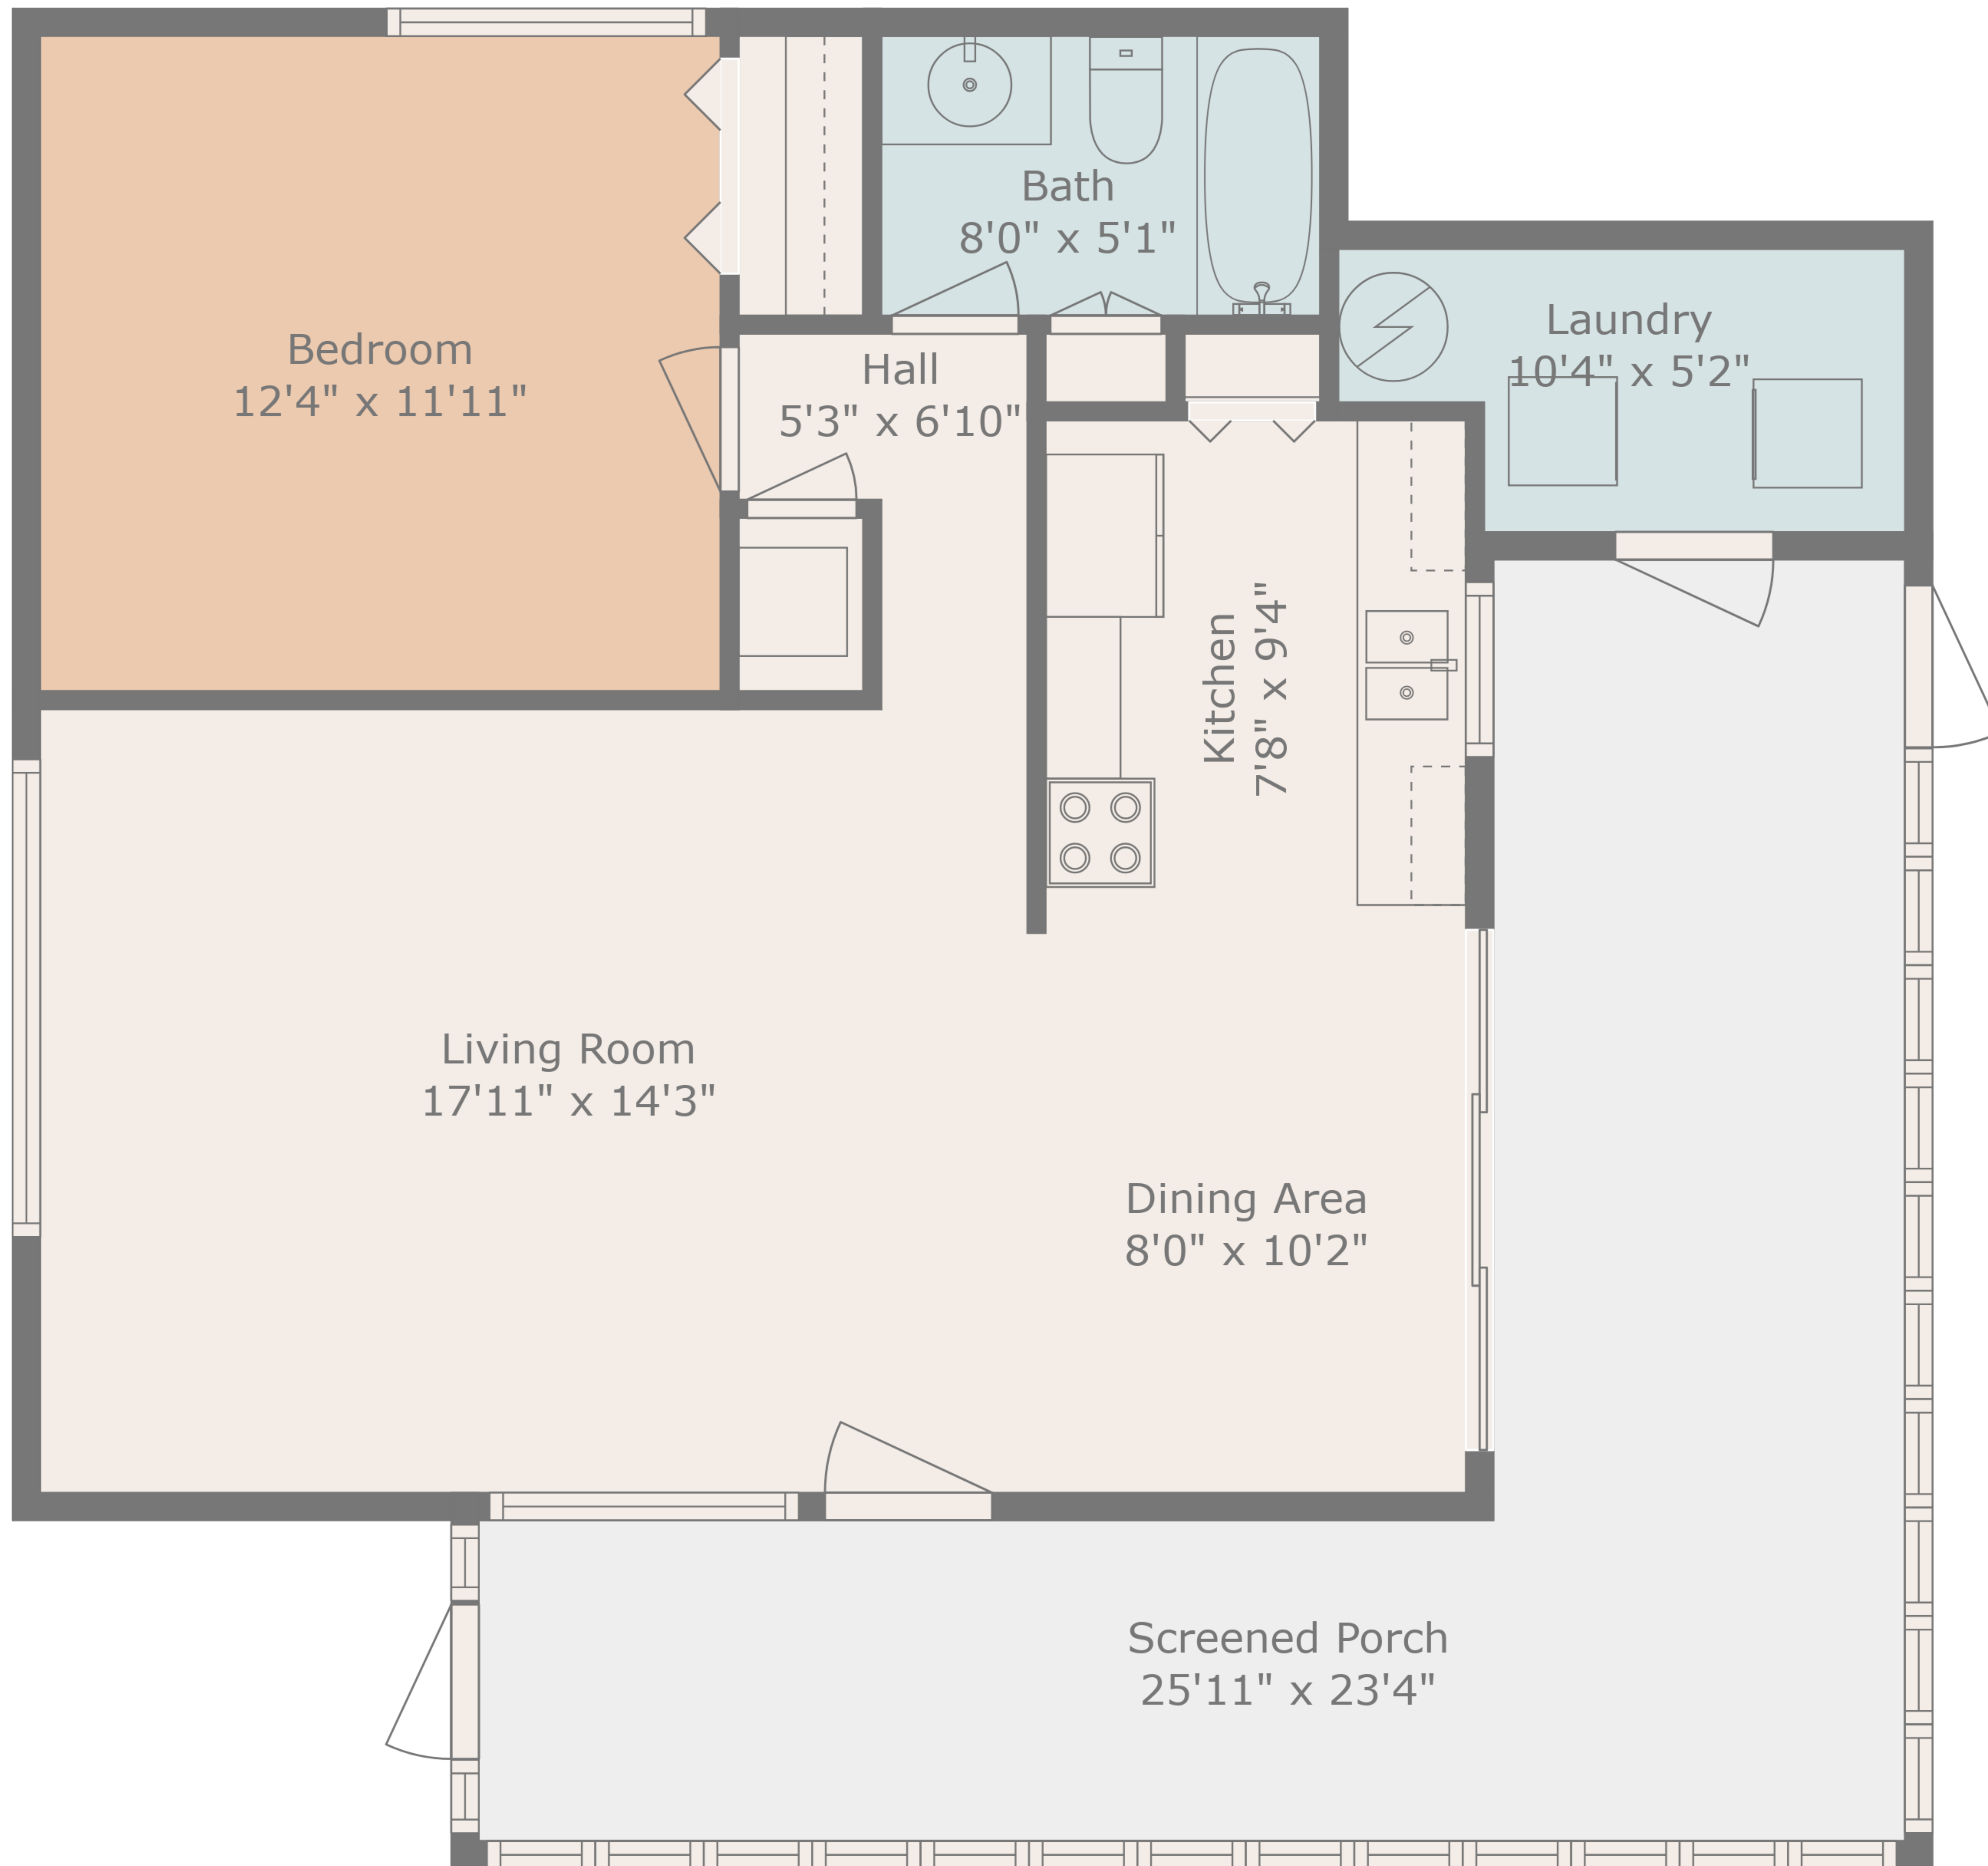 Bath
8'0" x 5'1"
Laundry
10'4" x 5'2"
Bedroom
12'4" x 11'11"
Hall
5'3" x 6'10"
Kitchen
7'8" x 9'4"
Living Room
17'11" x 14'3"
Dining Area
8'0" x 10'2"
Screened Porch
25'11" x 23'4"